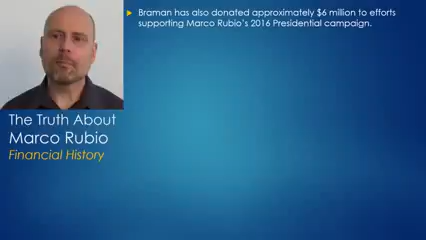 Braman has also donated approximately $6 million to efforts
supporting Marco Rubio's 2016 Presidential campaign.
The Truth About
Marco Rubio
Financial History